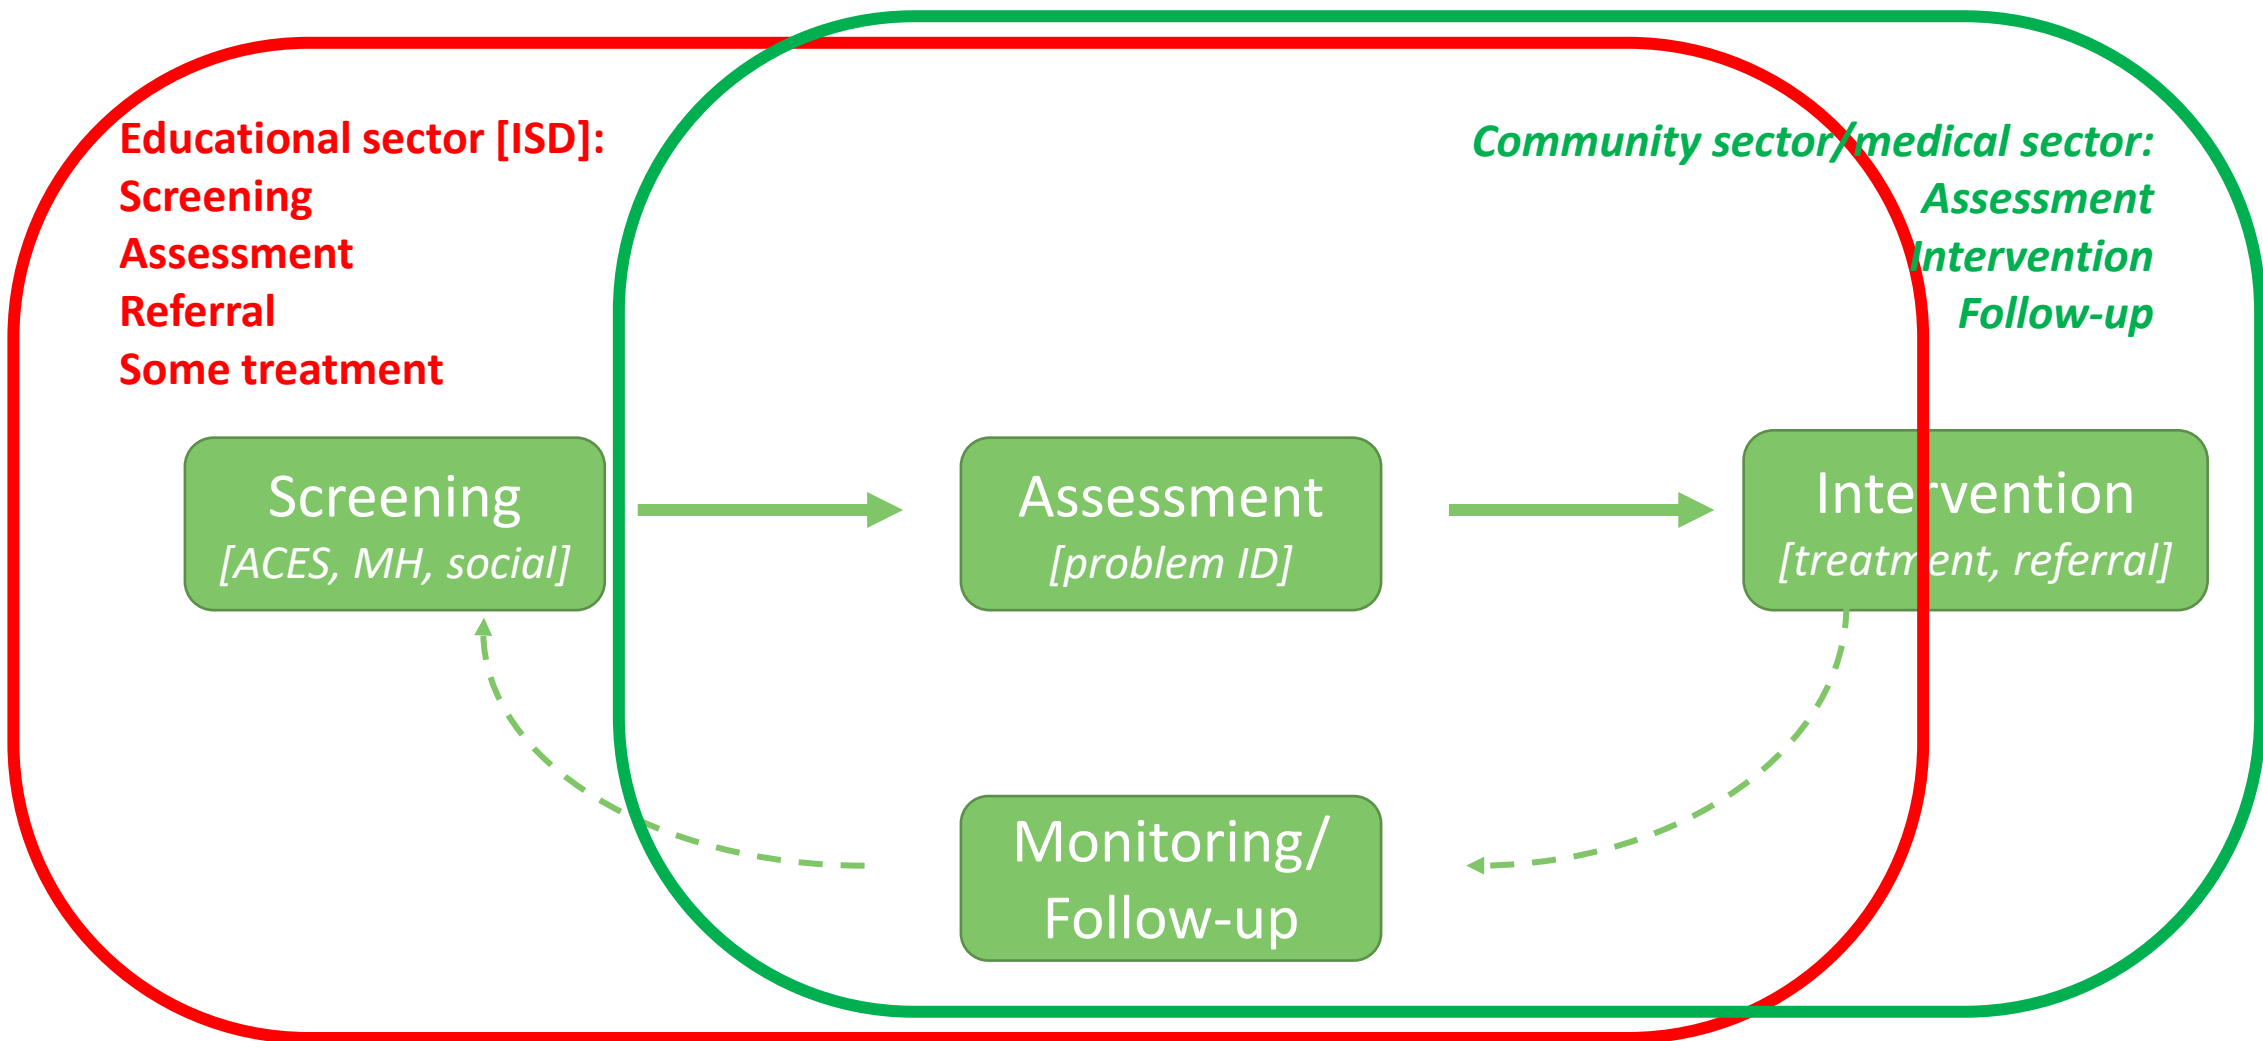 Educational sector [ISD]:
Screening
Assessment
Referral
Some treatment
Community sector/medical sector:
Assessment
Intervention
Follow-up
Screening
[ACES, MH, social]
Assessment
[problem ID]
Intervention
[treatment, referral]
Monitoring/
Follow-up